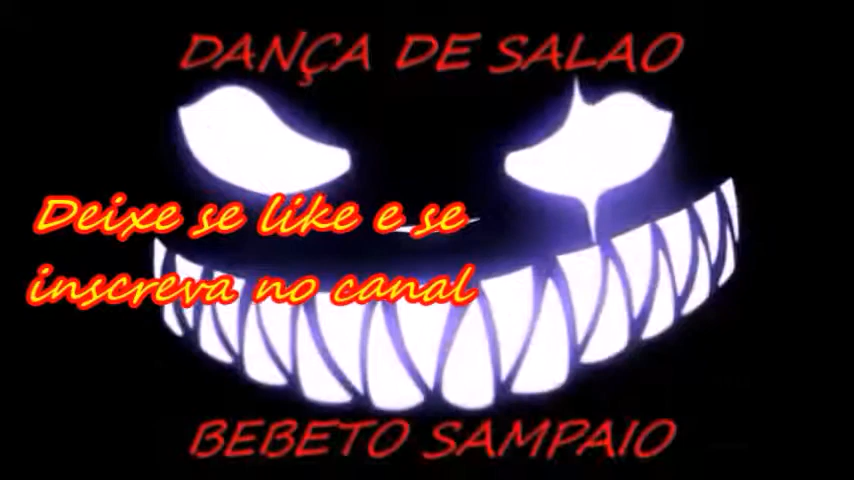 DANÇA DE SALAO
Deixe se like e se
inscreva no canal
BEBETO SAMPAIO